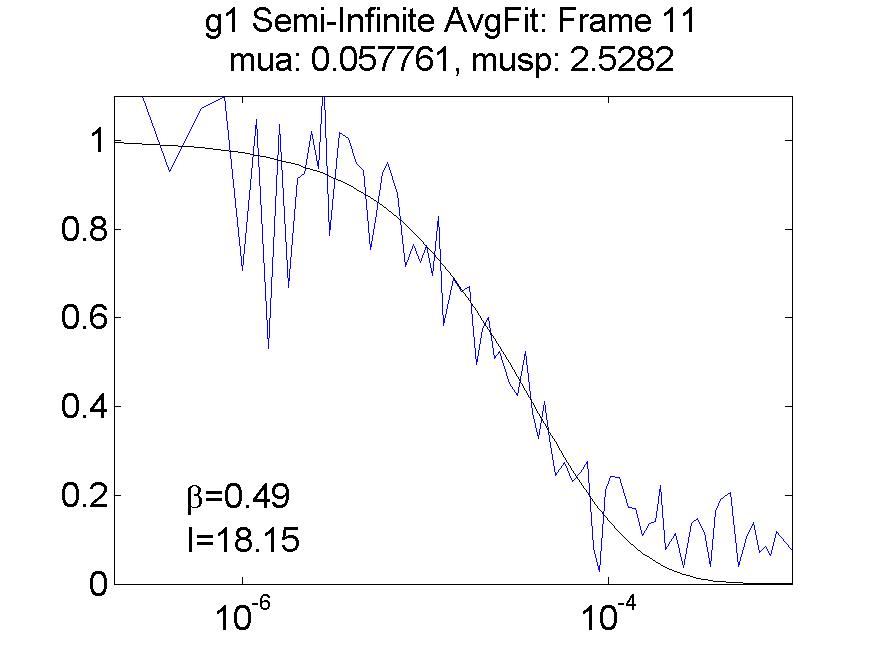 g1 Semi-Infinite AvgFit: Frame 11
mua: 0.057761, musp: 2.5282
1
0.8
0.6
0.4
0.2
0
β=0.49
I=18.15
10^-6
10^-4